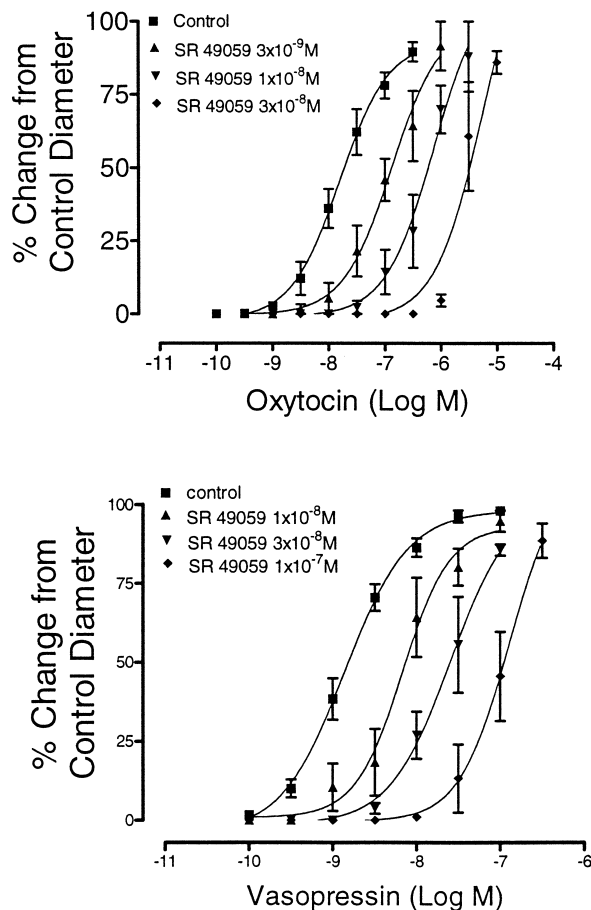 100
75
50
25
0
% Change from
Control Diameter
Control
SR 49059 3x10⁻⁹M
SR 49059 1x10⁻⁸M
SR 49059 3x10⁻⁸M
-11 -10 -9 -8 -7 -6 -5 -4
Oxytocin (Log M)
100
75
50
25
0
% Change from
Control Diameter
control
SR 49059 1x10⁻⁸M
SR 49059 3x10⁻⁸M
SR 49059 1x10⁻⁷M
-11 -10 -9 -8 -7 -6
Vasopressin (Log M)